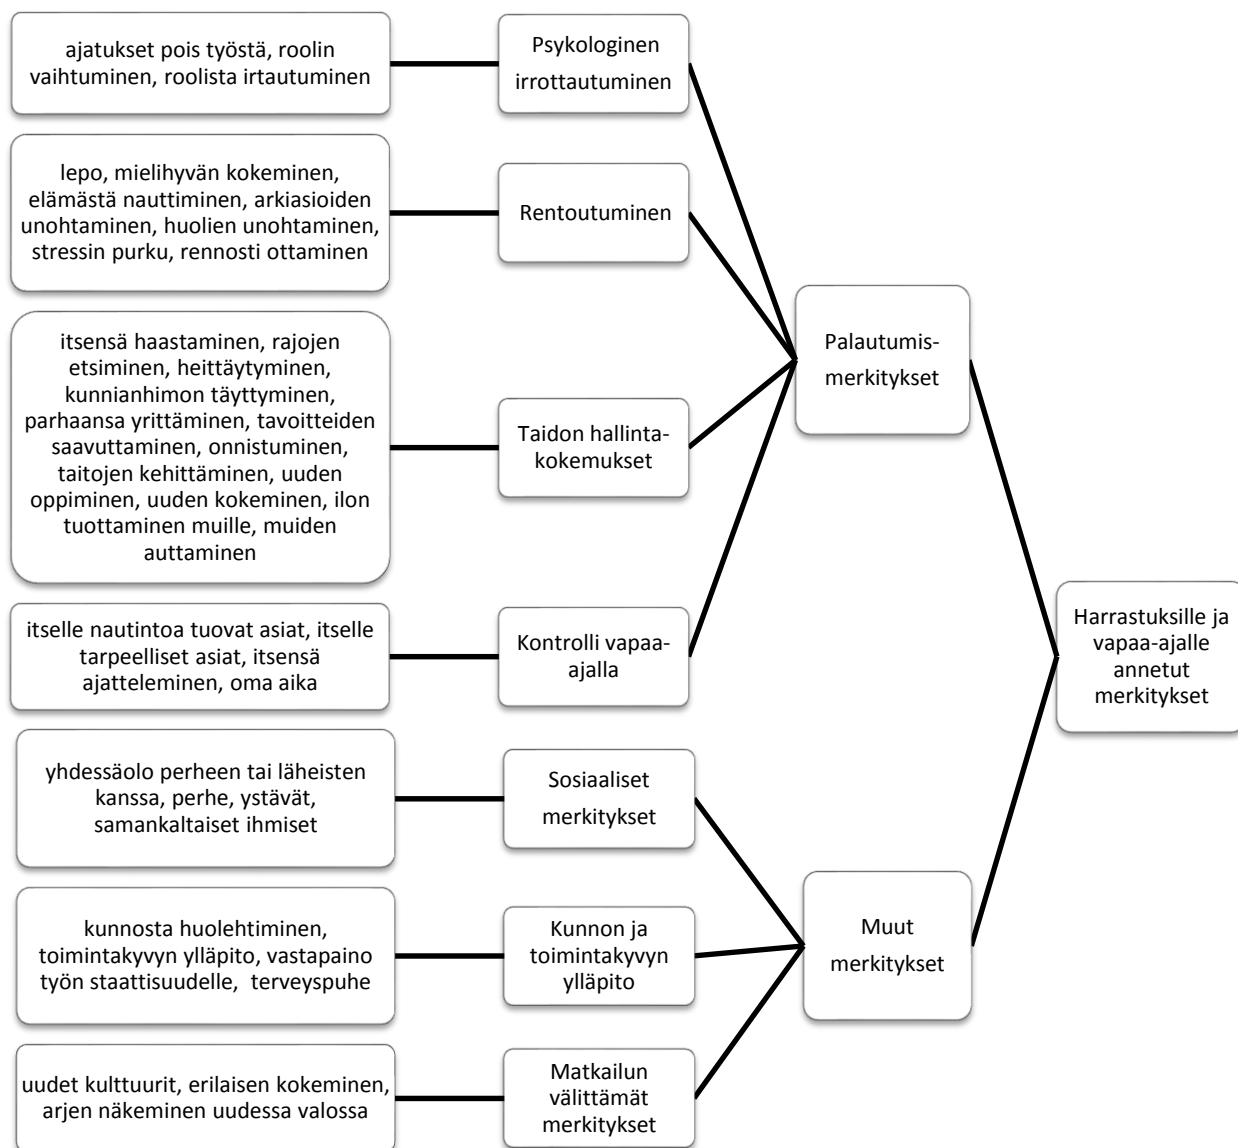 ajatukset pois työstä, roolin
vaihtuminen, roolista irtautuminen
Psykologinen
irrottautuminen
lepo, mielihyvän kokeminen,
elämästä nauttiminen, arkiasioiden
unohtaminen, huolien unohtaminen,
stressin purku, rennosti ottaminen
Rentoutuminen
itsensä haastaminen, rajojen
etsiminen, heittäytyminen,
kunnianhimon täyttyminen,
parhaansa yrittäminen, tavoitteiden
saavuttaminen, onnistuminen,
taitojen kehittäminen, uuden
oppiminen, uuden kokeminen, ilon
tuottaminen muille, muiden
auttaminen
Taidon hallinta-
kokemukset
itselle nautintoa tuovat asiat, itselle
tarpeelliset asiat, itsensä
ajatteleminen, oma aika
Kontrolli vapaa-
ajalla
Palautumis-
merkitykset
yhdessäolo perheen tai läheisten
kanssa, perhe, ystävät,
samankaltaiset ihmiset
Sosiaaliset
merkitykset
kunnosta huolehtiminen,
toimintakyvyn ylläpito, vastapaino
työn staattisuudelle,  terveyspuhe
Kunnon ja
toimintakyvyn
ylläpito
uudet kulttuurit, erilaisen kokeminen,
arjen näkeminen uudessa valossa
Matkailun
välittämät
merkitykset
Muut
merkitykset
Harrastuksille ja
vapaa-ajalle
annetut
merkitykset